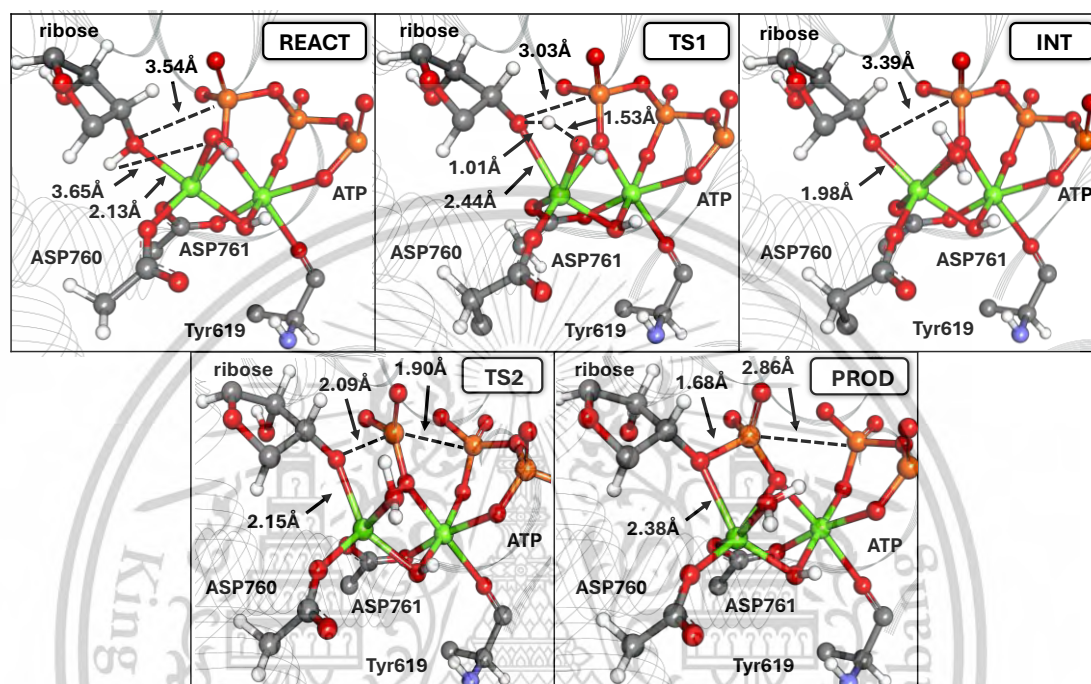 ribose
REACT
3.54Å
3.65Å
2.13Å
ATP
ASP760
ASP761
Tyr619
TS1
3.03Å
ribose
1.53Å
1.01Å
2.44Å
ATP
ASP760
ASP761
Tyr619
INT
ribose
3.39Å
1.98Å
ATP
ASP760
ASP761
Tyr619
ribose
1.90Å
TS2
2.09Å
2.15Å
ATP
ASP760
ASP761
Tyr619
ribose
2.86Å
PROD
1.68Å
2.38Å
ATP
ASP760
ASP761
Tyr619
King